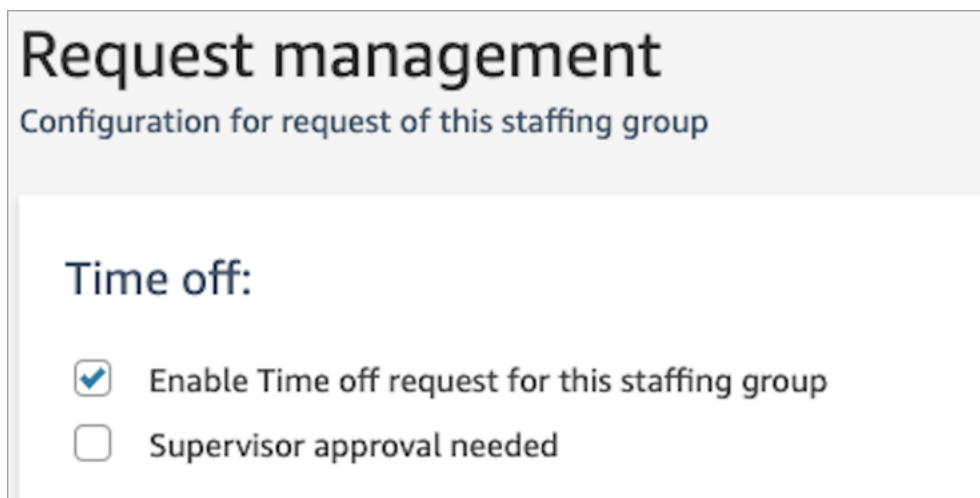 Request management
Configuration for request of this staffing group
Time off:
Enable Time off request for this staffing group
Supervisor approval needed